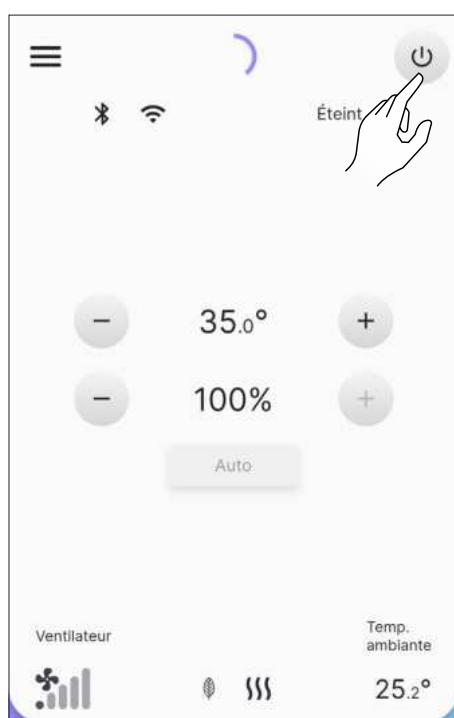 Éteint
− 35.0° +
− 100% +
Auto
Ventilateur
Temp.
ambiante
25.2°